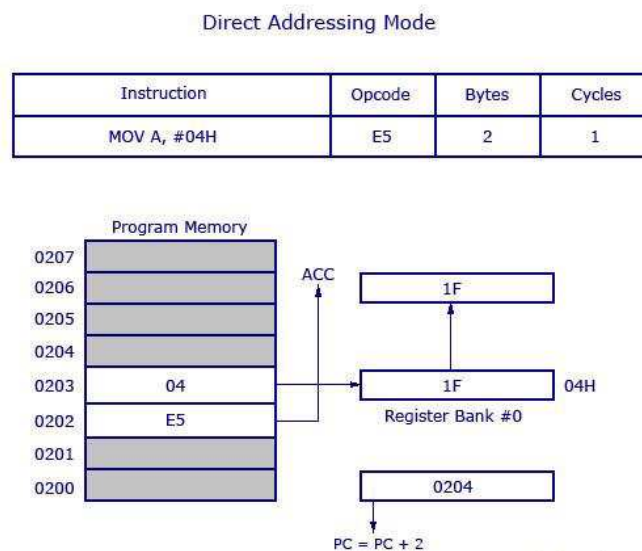 Direct Addressing Mode
Instruction Opcode Bytes Cycles
MOV A, #04H E5 2 1
Program Memory
0207
0206 ACC 1F
0205
0204
0203 04 1F 04H
0202 E5 Register Bank #0
0201
0200 0204
PC = PC + 2